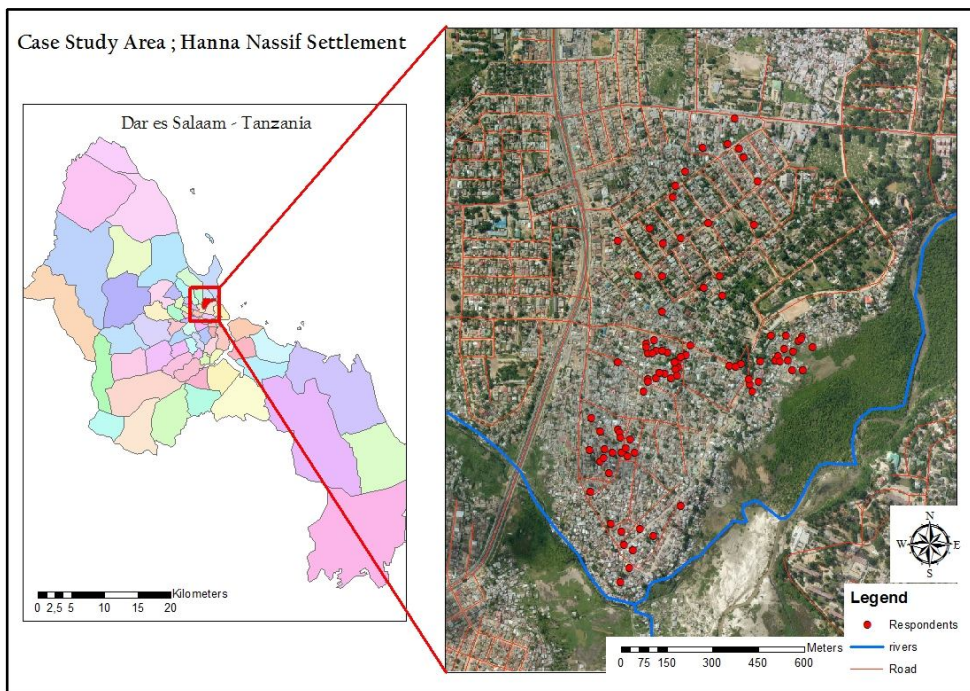 Case Study Area ; Hanna Nassif Settlement
Dar es Salaam - Tanzania
Kilometers
0 2.5 5 10 15 20
N
W E
S
Legend
Respondents
rivers
Road
Meters
0 75 150 300 450 600